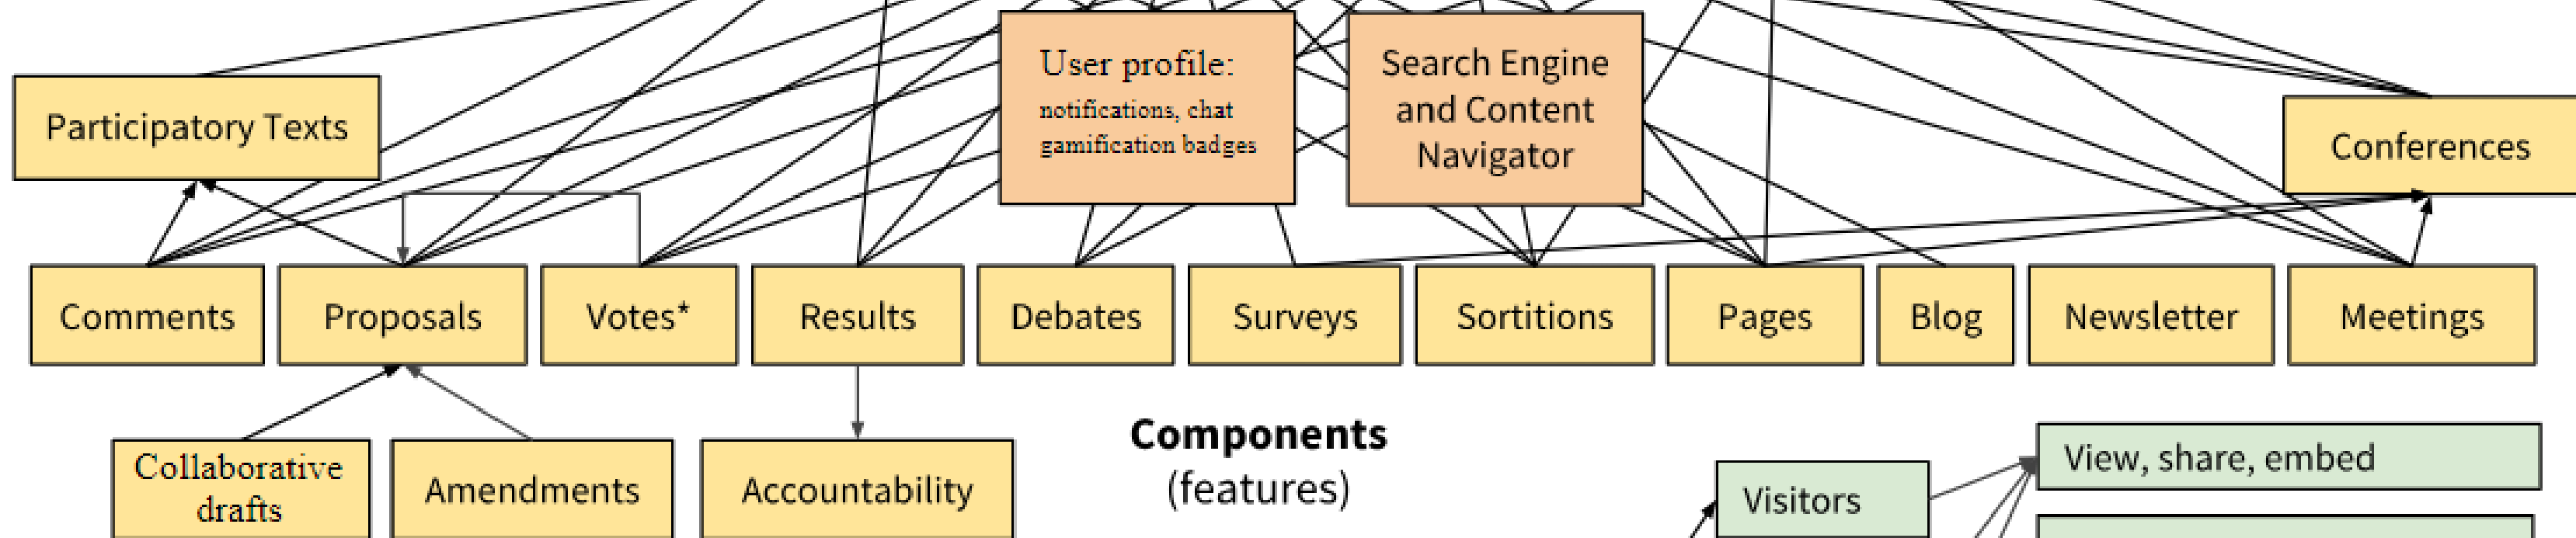 User profile:
notifications, chat
gamification badges
Search Engine
and Content
Navigator
Participatory Texts
Conferences
Comments
Proposals
Votes*
Results
Debates
Surveys
Sortitions
Pages
Blog
Newsletter
Meetings
Collaborative
drafts
Amendments
Accountability
Components
(features)
Visitors
View, share, embed